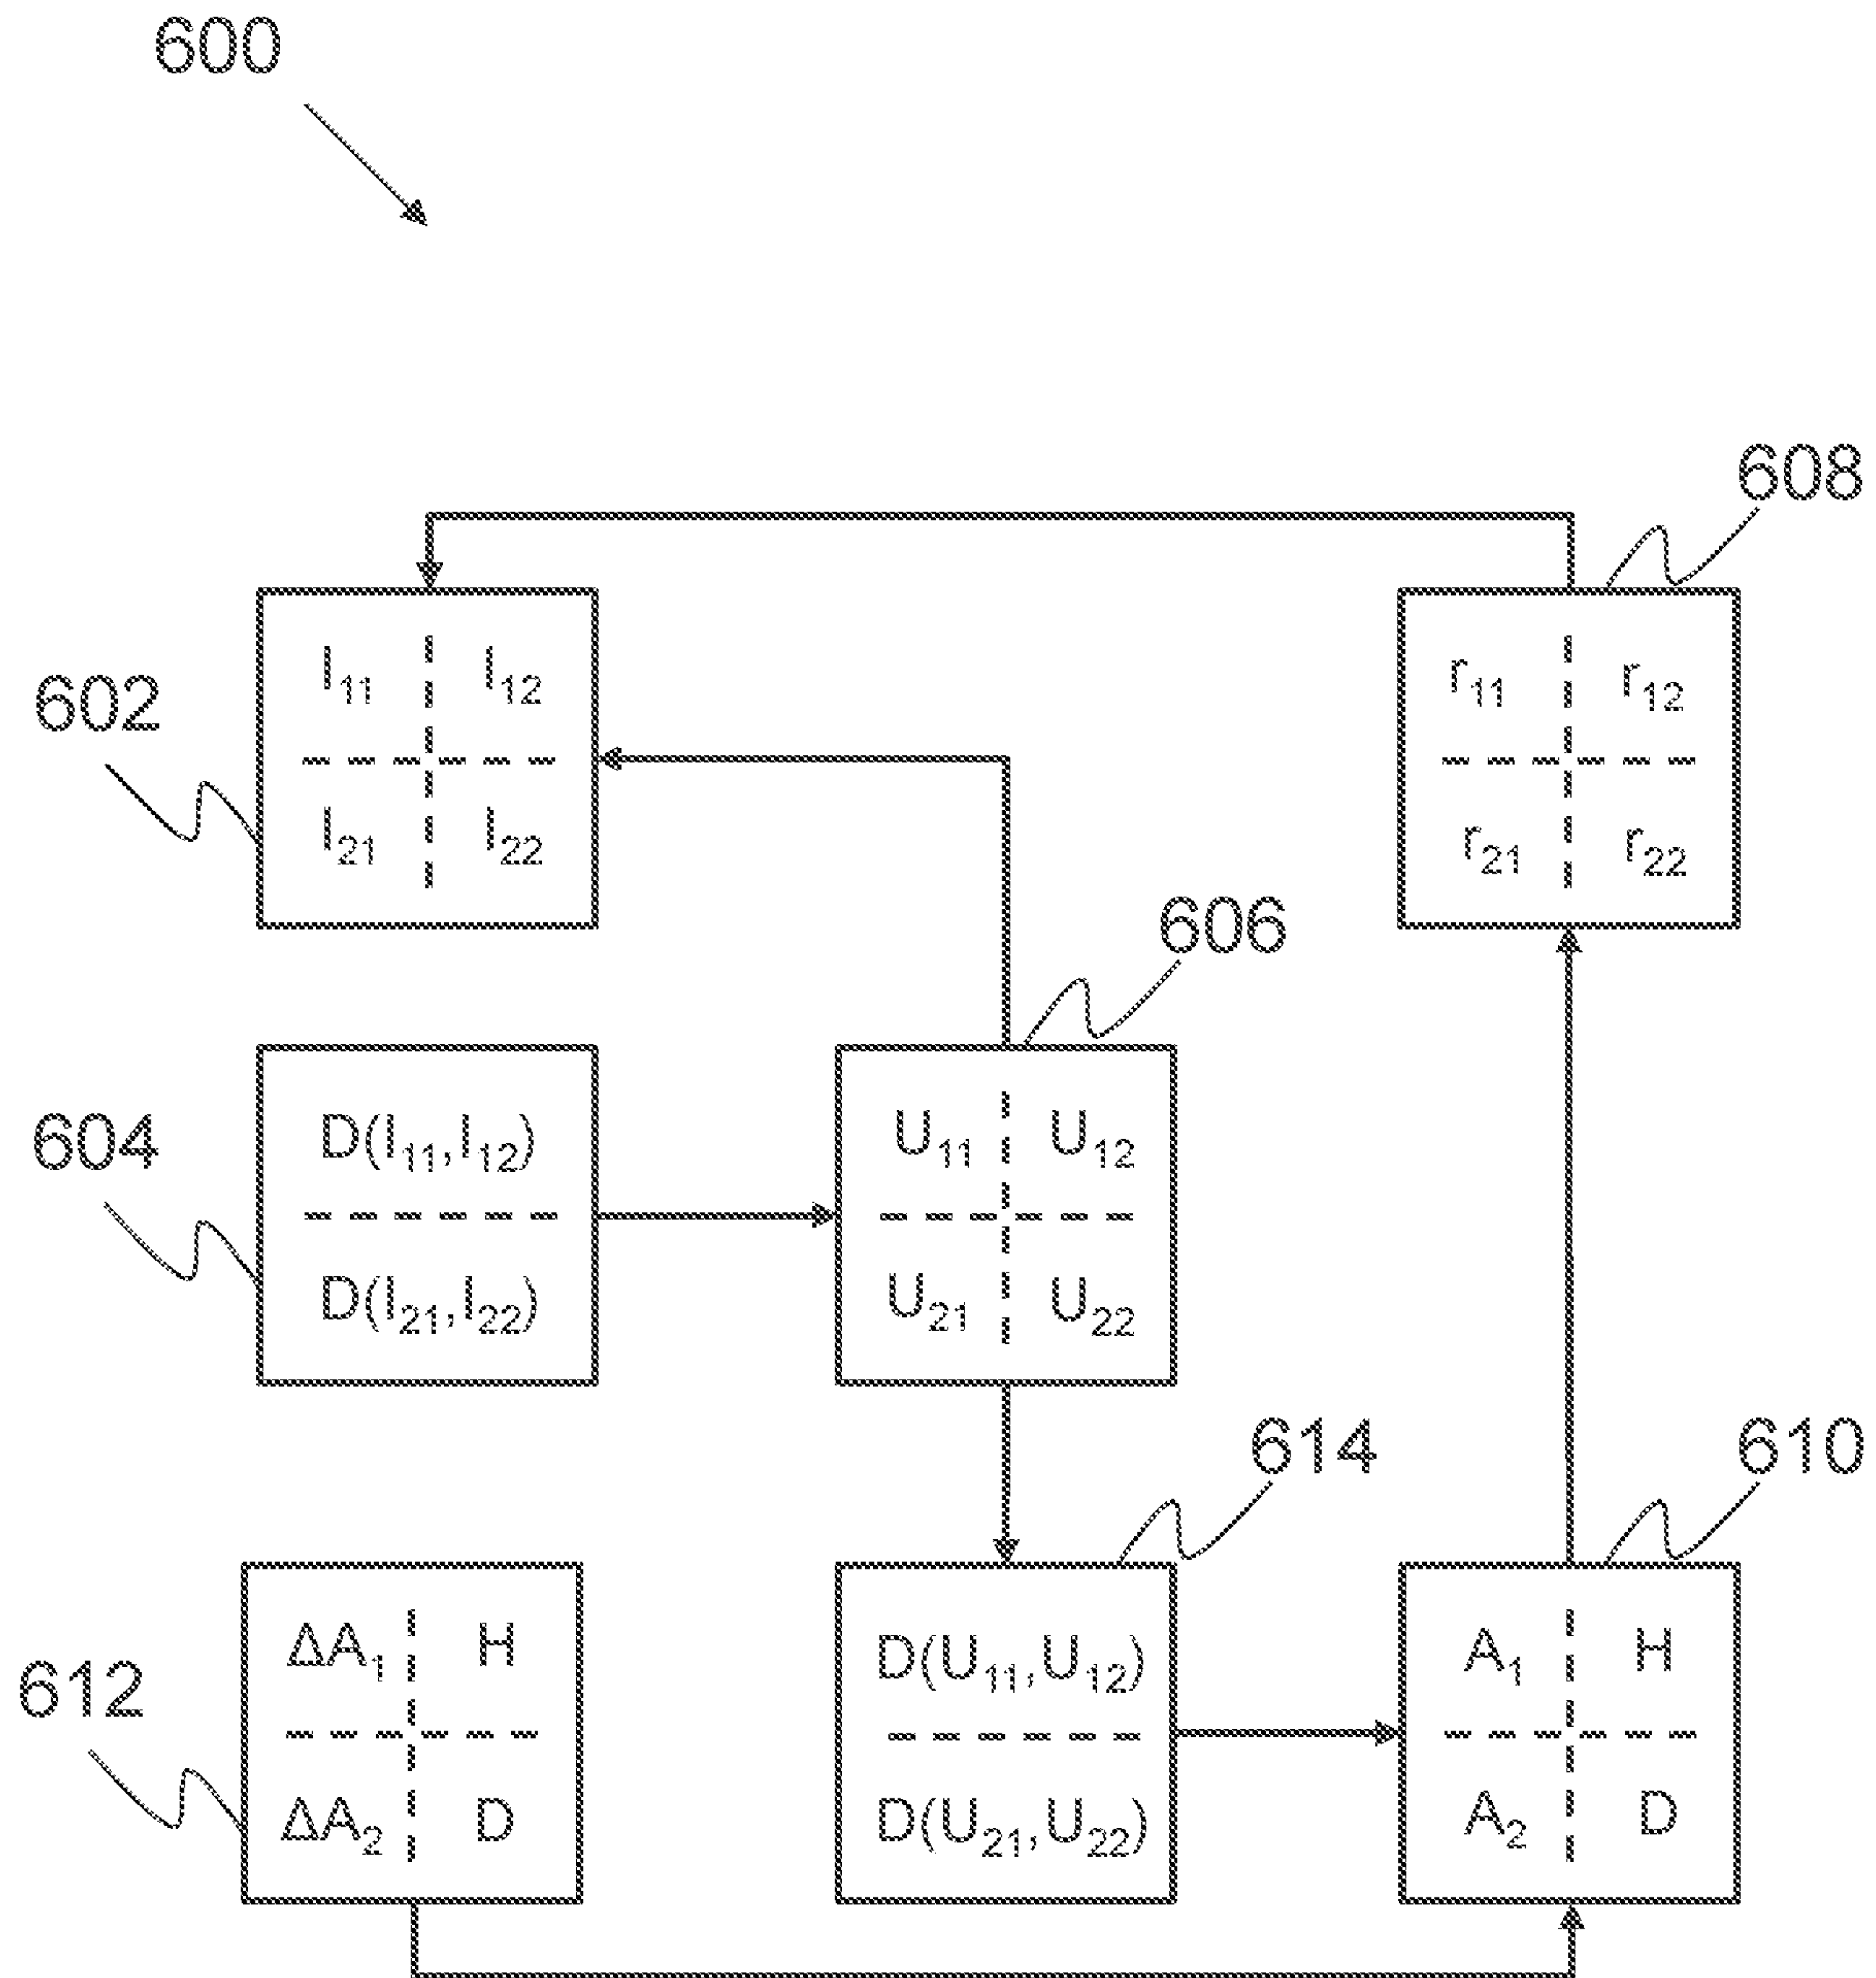 600
608
602
I₁₁ I₁₂
I₂₁ I₂₂
r₁₁ r₁₂
r₂₁ r₂₂
606
604
D(I₁₁,I₁₂)
D(I₂₁,I₂₂)
U₁₁ U₁₂
U₂₁ U₂₂
614
610
612
ΔA₁ H
ΔA₂ D
D(U₁₁,U₁₂)
D(U₂₁,U₂₂)
A₁ H
A₂ D